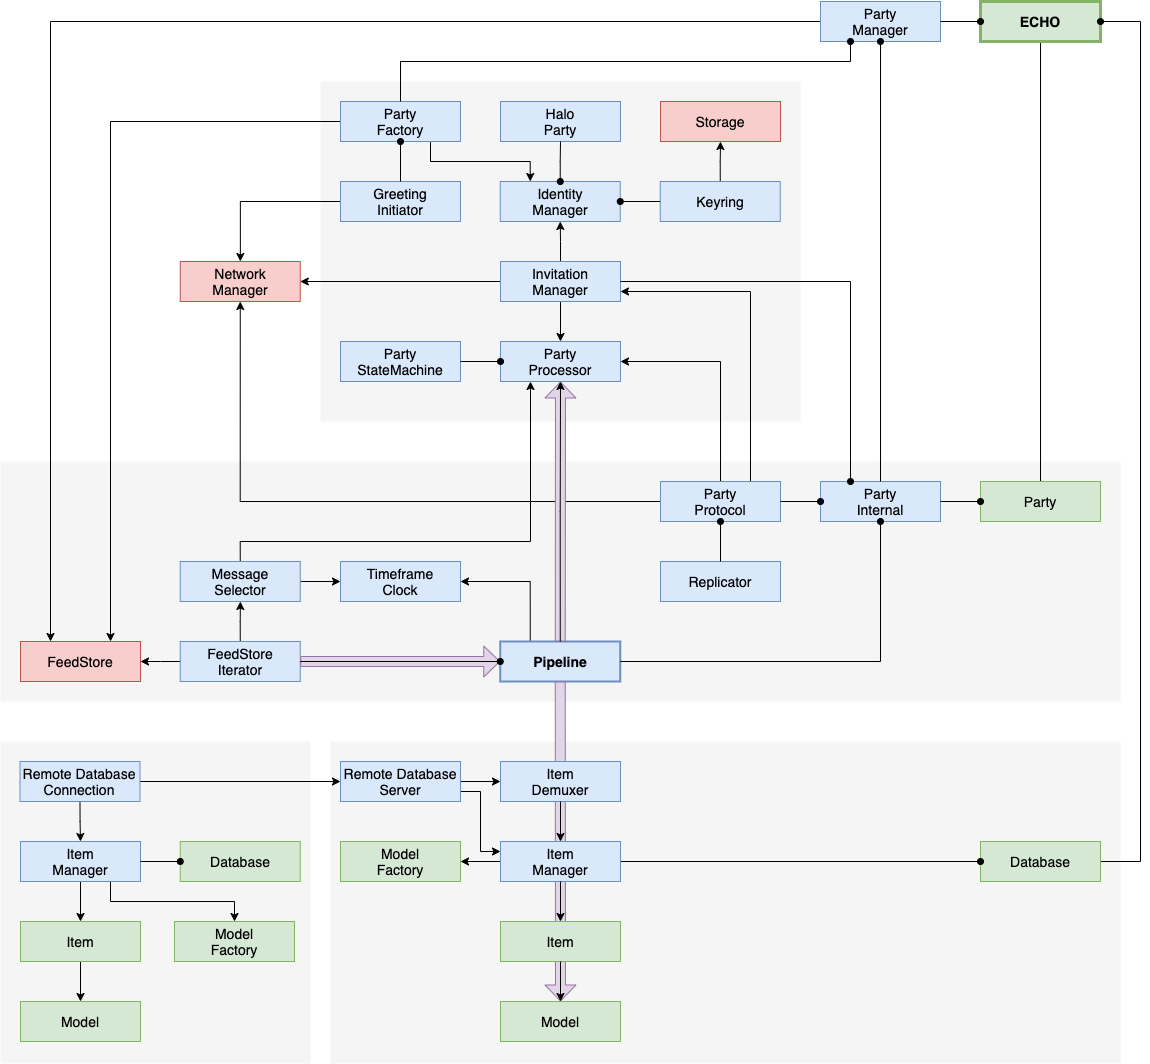 Party
Manager
ECHO
Party
Factory
Halo
Party
Storage
Greeting
Initiator
Identity
Manager
Keyring
Network
Manager
Invitation
Manager
Party
StateMachine
Party
Processor
Party
Protocol
Party
Internal
Party
Message
Selector
Timeframe
Clock
Replicator
FeedStore
FeedStore
Iterator
Pipeline
Remote Database
Connection
Remote Database
Server
Item
Demuxer
Item
Manager
Database
Model
Factory
Item
Manager
Database
Item
Model
Factory
Item
Model
Model